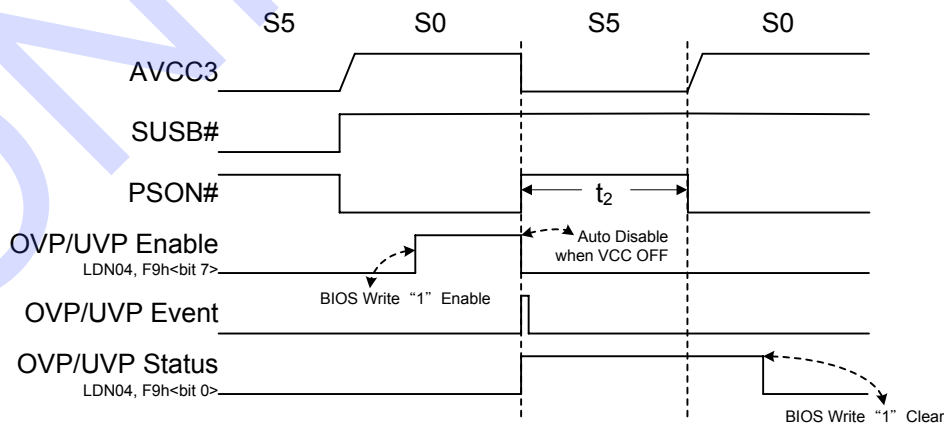 S5 S0 S5 S0
AVCC3
SUSB#
PSON#
t2
OVP/UVP Enable
LDN04, F9h<bit 7>
Auto Disable
when VCC OFF
BIOS Write “1” Enable
OVP/UVP Event
OVP/UVP Status
LDN04, F9h<bit 0>
BIOS Write “1” Clear